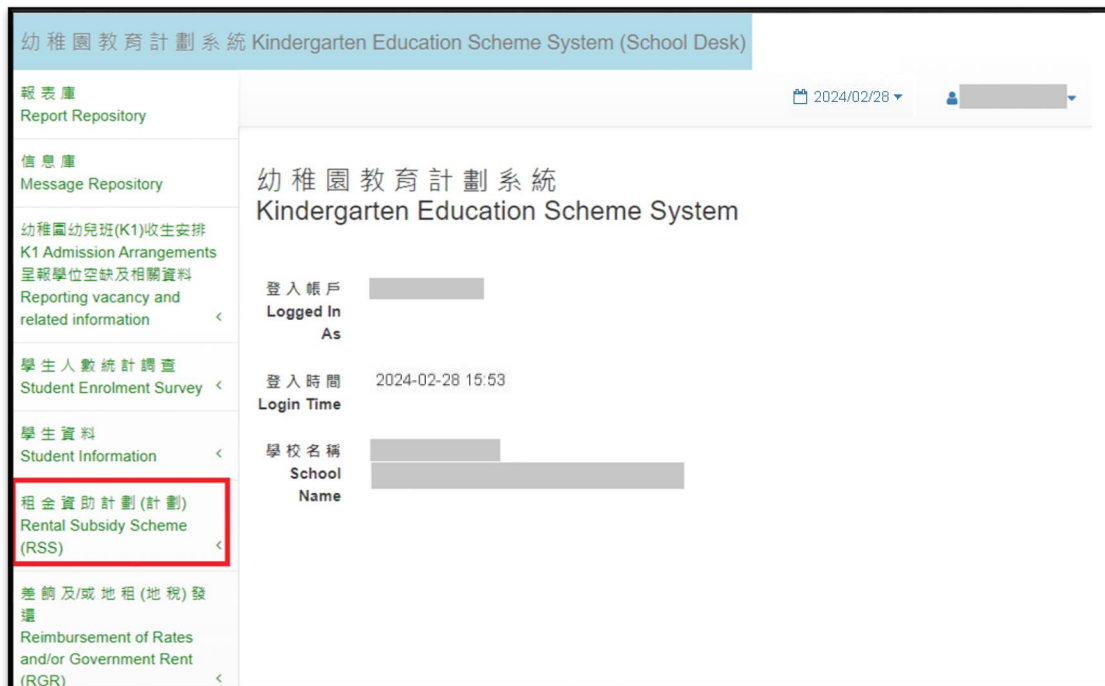 幼稚園教育計劃系統 Kindergarten Education Scheme System (School Desk)
報表庫
Report Repository
2024/02/28
信息庫
Message Repository
幼稚園教育計劃系統
Kindergarten Education Scheme System
幼稚園幼兒班(K1)收生安排
K1 Admission Arrangements
呈報學位空缺及相關資料
Reporting vacancy and
related information
登入帳戶
Logged In
As
學生人數統計調查
Student Enrolment Survey
登入時間 2024-02-28 15:53
Login Time
學生資料
Student Information
學校名稱
School
Name
租金資助計劃(計劃)
Rental Subsidy Scheme
(RSS)
差餉及/或地租(地稅)發
還
Reimbursement of Rates
and/or Government Rent
(RGR)